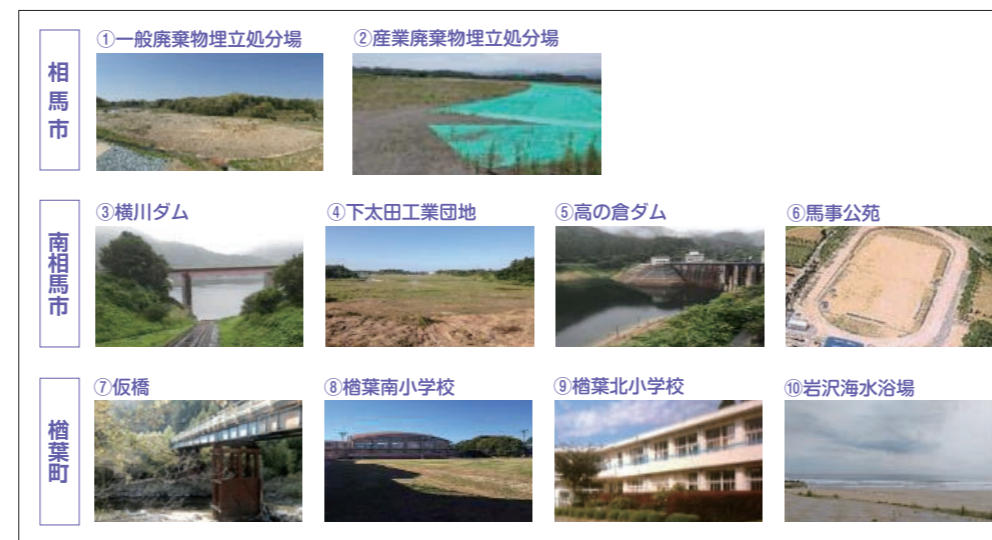 相馬市
①一般廃棄物埋立処分場
②産業廃棄物埋立処分場
南相馬市
③横川ダム
④下太田工業団地
⑤高の倉ダム
⑥馬事公苑
楢葉町
⑦仮橋
⑧楢葉南小学校
⑨楢葉北小学校
⑩岩沢海水浴場